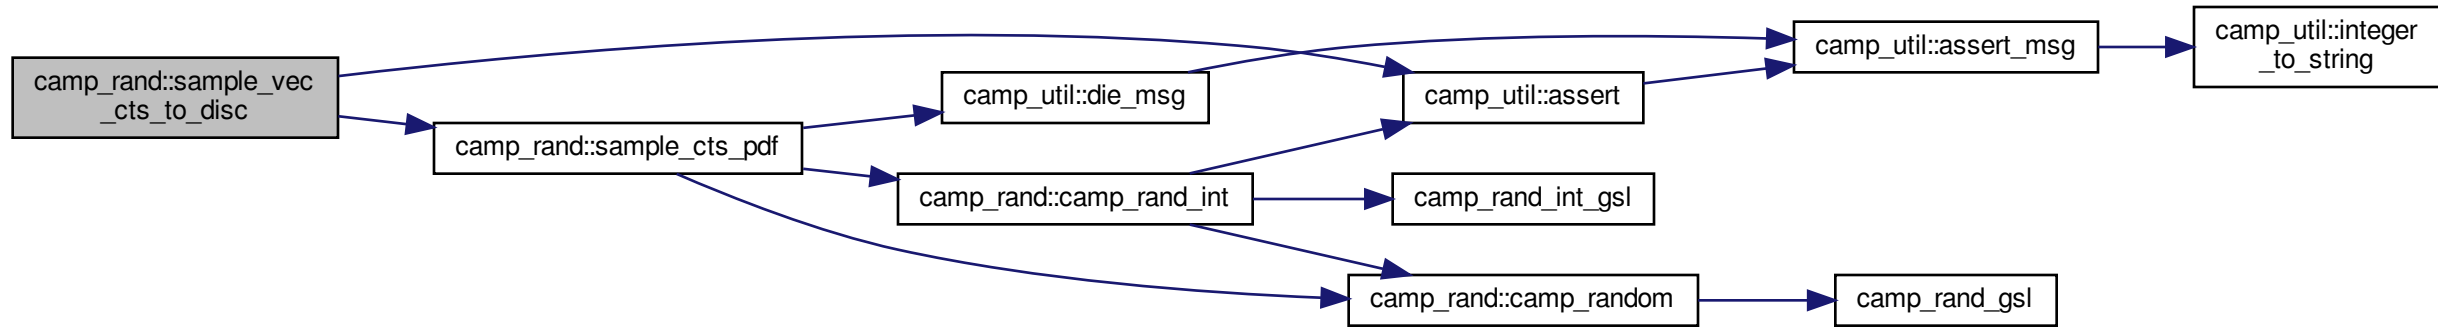 camp_rand::sample_vec
_cts_to_disc
camp_rand::sample_cts_pdf
camp_util::die_msg
camp_rand::camp_rand_int
camp_util::assert
camp_rand_int_gsl
camp_rand::camp_random
camp_util::assert_msg
camp_rand_gsl
camp_util::integer
_to_string